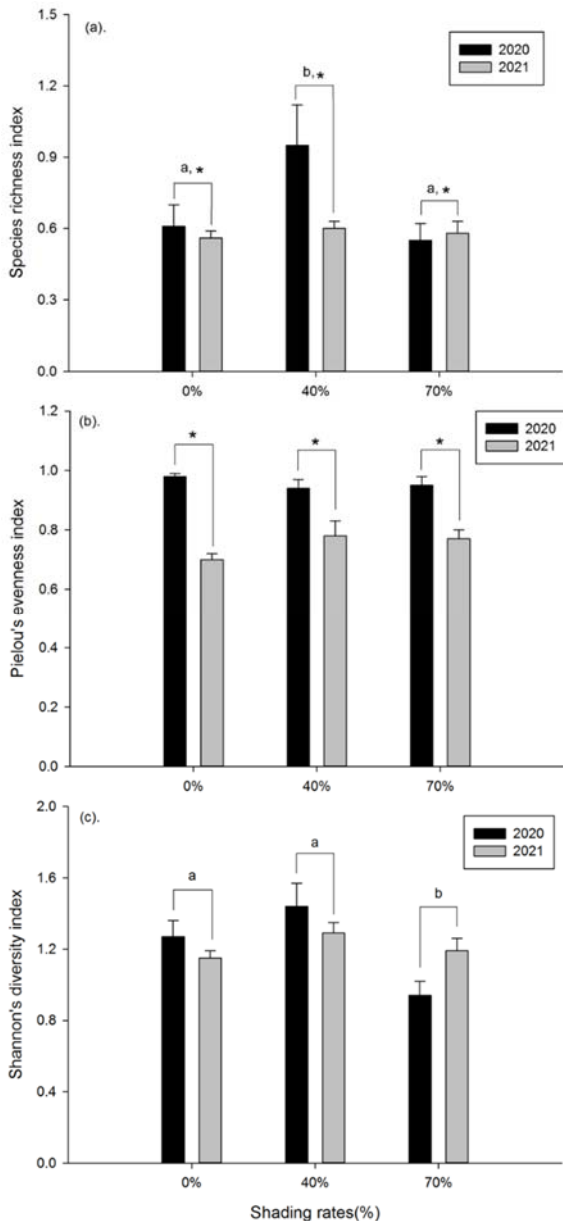 (a).
2020
2021
1.5
1.2
0.9
0.6
0.3
0.0
Species richness index
a, *
b, *
a, *
0%
40%
70%
(b).
2020
2021
1.2
1.0
0.8
0.6
0.4
0.2
0.0
Pielou's evenness index
*
*
*
0%
40%
70%
(c).
2020
2021
2.0
1.6
1.2
0.8
0.4
0.0
Shannon's diversity index
a
a
b
0%
40%
70%
Shading rates(%)